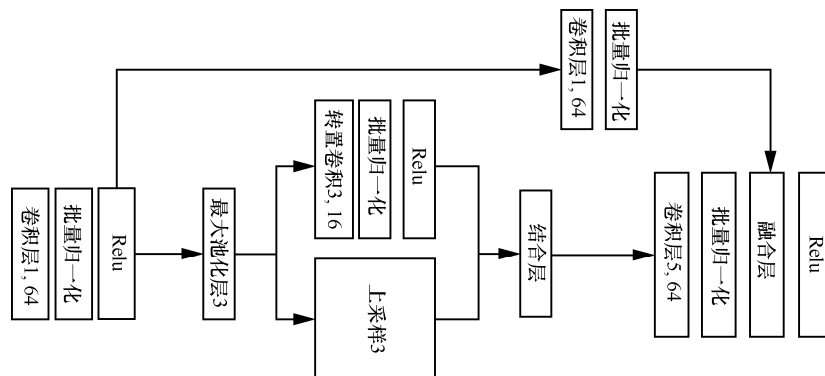 卷积层1, 64
批量归一化
Relu
最大池化层3
转置卷积3, 16
批量归一化
Relu
上采样3
结合层
卷积层1, 64
批量归一化
卷积层5, 64
批量归一化
融合层
Relu